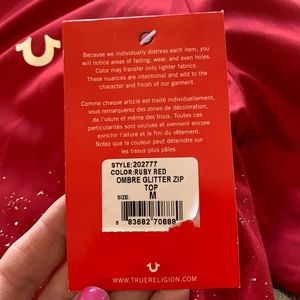 Because we individually distress each item, you
will notice areas of fading, wear, and even holes.
Color may transfer onto lighter fabrics.
These nuances are intentional and add to the
character and finish of our garment.
Comme chaque article est traité individuellement,
vous remarquerez des zones de décoloration,
de l'usure et même des trous. Toutes ces
particularités sont voulues et viennent encore
enrichir l'allure et le fini du vêtement.
Notez que la couleur peut déteindre sur
les tissus plus pâles.
STYLE:202777
COLOR:RUBY RED
OMBRE GLITTER ZIP
TOP
SIZE: M
WWW.TRUERELIGION.COM